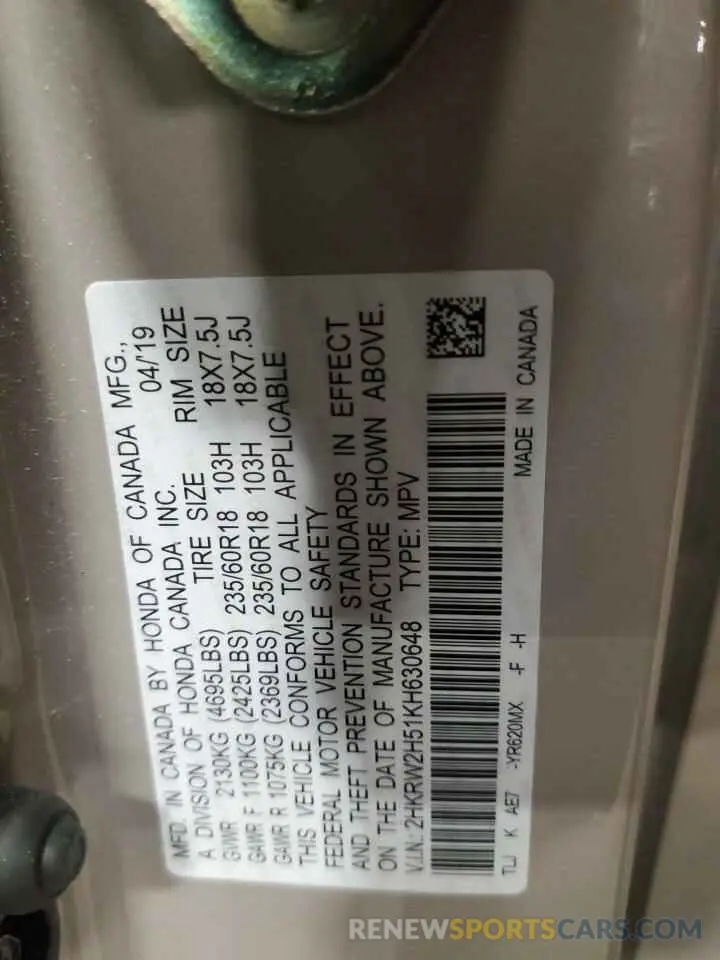 MFD. IN CANADA BY HONDA OF CANADA MFG.,
A DIVISION OF HONDA CANADA INC. 04/'19
GVWR 2130KG (4695LBS) TIRE SIZE RIM SIZE
GAWR F 1100KG (2425LBS) 235/60R18 103H 18X7.5J
GAWR R 1075KG (2369LBS) 235/60R18 103H 18X7.5J
THIS VEHICLE CONFORMS TO ALL APPLICABLE
FEDERAL MOTOR VEHICLE SAFETY
AND THEFT PREVENTION STANDARDS IN EFFECT
ON THE DATE OF MANUFACTURE SHOWN ABOVE.
V.I.N.: 2HKRW2H51KH630648 TYPE: MPV
TLJ K AE7 -YR620MX -F -H MADE IN CANADA
RENEWSPORTSCARS.COM